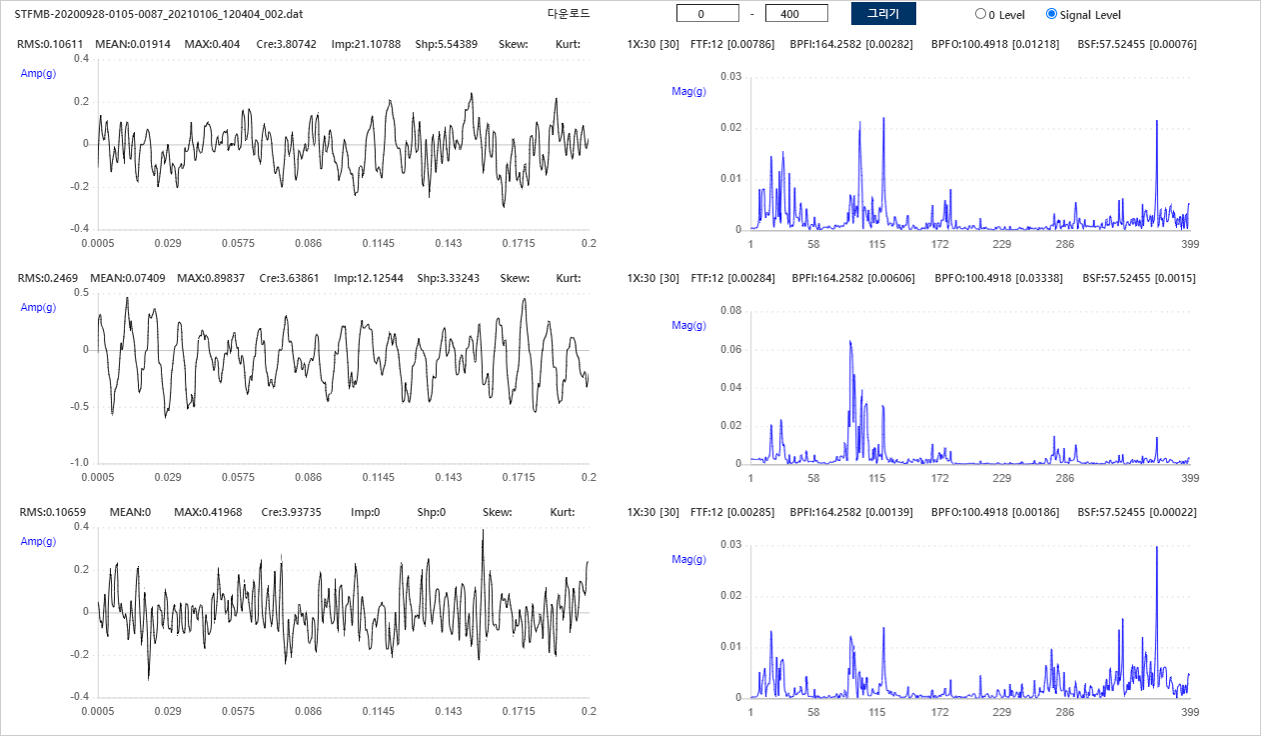 STFMB-20200928-0105-0087_20210106_120404_002.dat 다운로드 0 - 400 그리기 0 Level Signal Level
RMS:0.10611 MEAN:0.01914 MAX:0.404 Cre:3.80742 Imp:21.10788 Shp:5.54389 Skew: Kurt:
Amp(g)
0.4
0.2
0
-0.2
-0.4
0.0005 0.029 0.0575 0.086 0.1145 0.143 0.1715 0.2
1X:30 [30] FTF:12 [0.00786] BPFI:164.2582 [0.00282] BPFO:100.4918 [0.01218] BSF:57.52455 [0.00076]
Mag(g)
0.03
0.02
0.01
0
1 58 115 172 229 286 399
RMS:0.2469 MEAN:0.07409 MAX:0.89837 Cre:3.63861 Imp:12.12544 Shp:3.33243 Skew: Kurt:
Amp(g)
0.5
0
-0.5
-1.0
0.0005 0.029 0.0575 0.086 0.1145 0.143 0.1715 0.2
1X:30 [30] FTF:12 [0.00284] BPFI:164.2582 [0.00606] BPFO:100.4918 [0.03338] BSF:57.52455 [0.0015]
Mag(g)
0.08
0.06
0.04
0.02
0
1 58 115 172 229 286 399
RMS:0.10659 MEAN:0 MAX:0.41968 Cre:3.93735 Imp:0 Shp:0 Skew: Kurt:
Amp(g)
0.4
0.2
0
-0.2
-0.4
0.0005 0.029 0.0575 0.086 0.1145 0.143 0.1715 0.2
1X:30 [30] FTF:12 [0.00285] BPFI:164.2582 [0.00139] BPFO:100.4918 [0.00186] BSF:57.52455 [0.00022]
Mag(g)
0.03
0.02
0.01
0
1 58 115 172 229 286 399